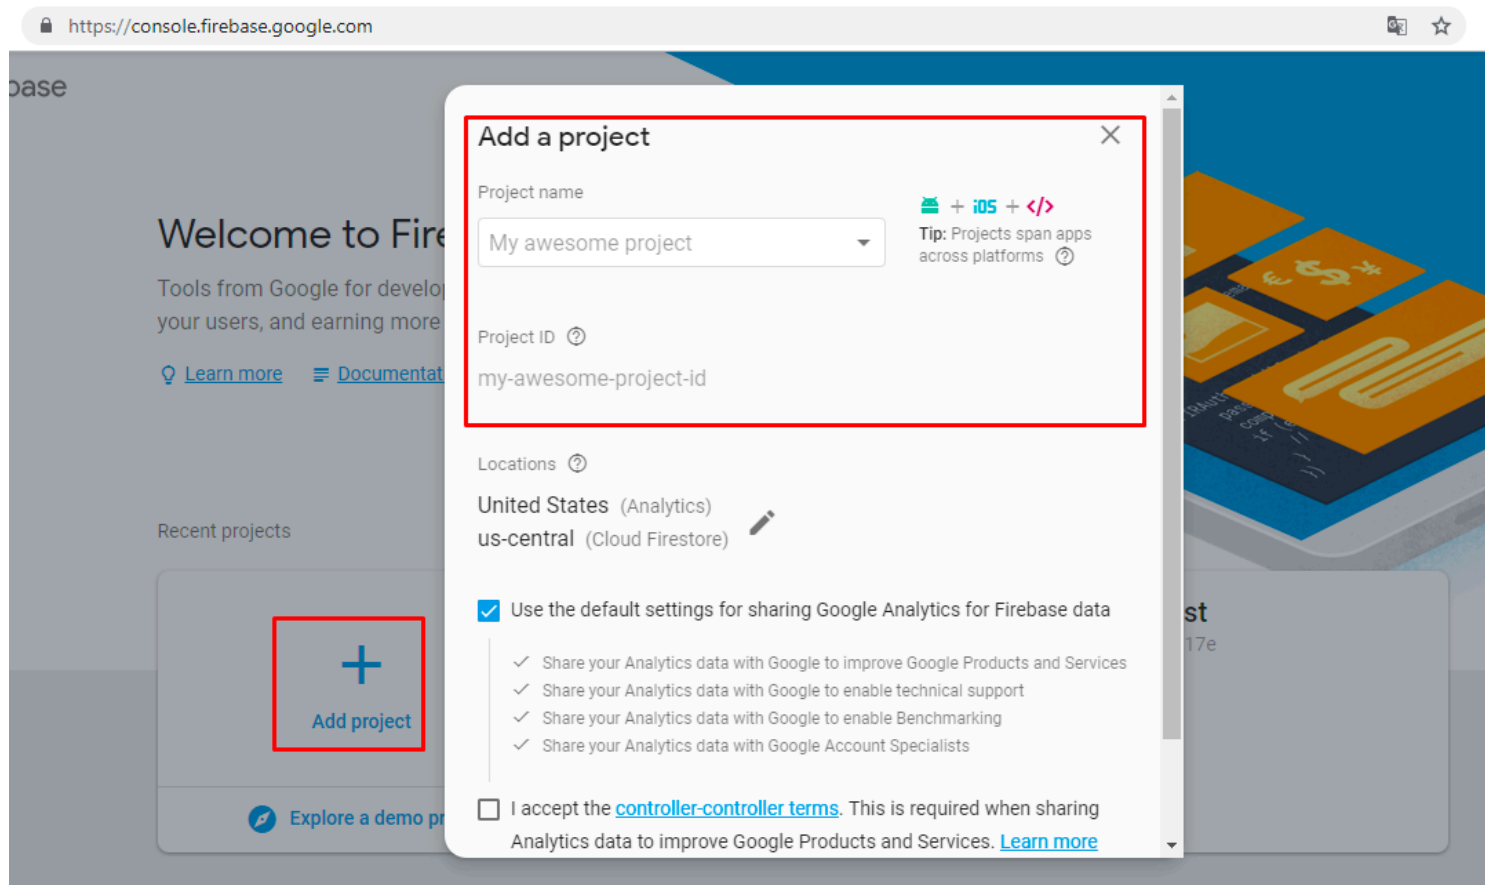 https://console.firebase.google.com
base
Add a project
Project name
My awesome project
+ iOS + </>
Tip: Projects span apps
across platforms
Project ID
my-awesome-project-id
Locations
United States (Analytics)
us-central (Cloud Firestore)
Use the default settings for sharing Google Analytics for Firebase data
Share your Analytics data with Google to improve Google Products and Services
Share your Analytics data with Google to enable technical support
Share your Analytics data with Google to enable Benchmarking
Share your Analytics data with Google Account Specialists
I accept the controller-controller terms. This is required when sharing
Analytics data to improve Google Products and Services. Learn more
Welcome to Fire
Tools from Google for develop
your users, and earning more
Learn more
Documentat
Recent projects
Add project
Explore a demo pr
st
17e